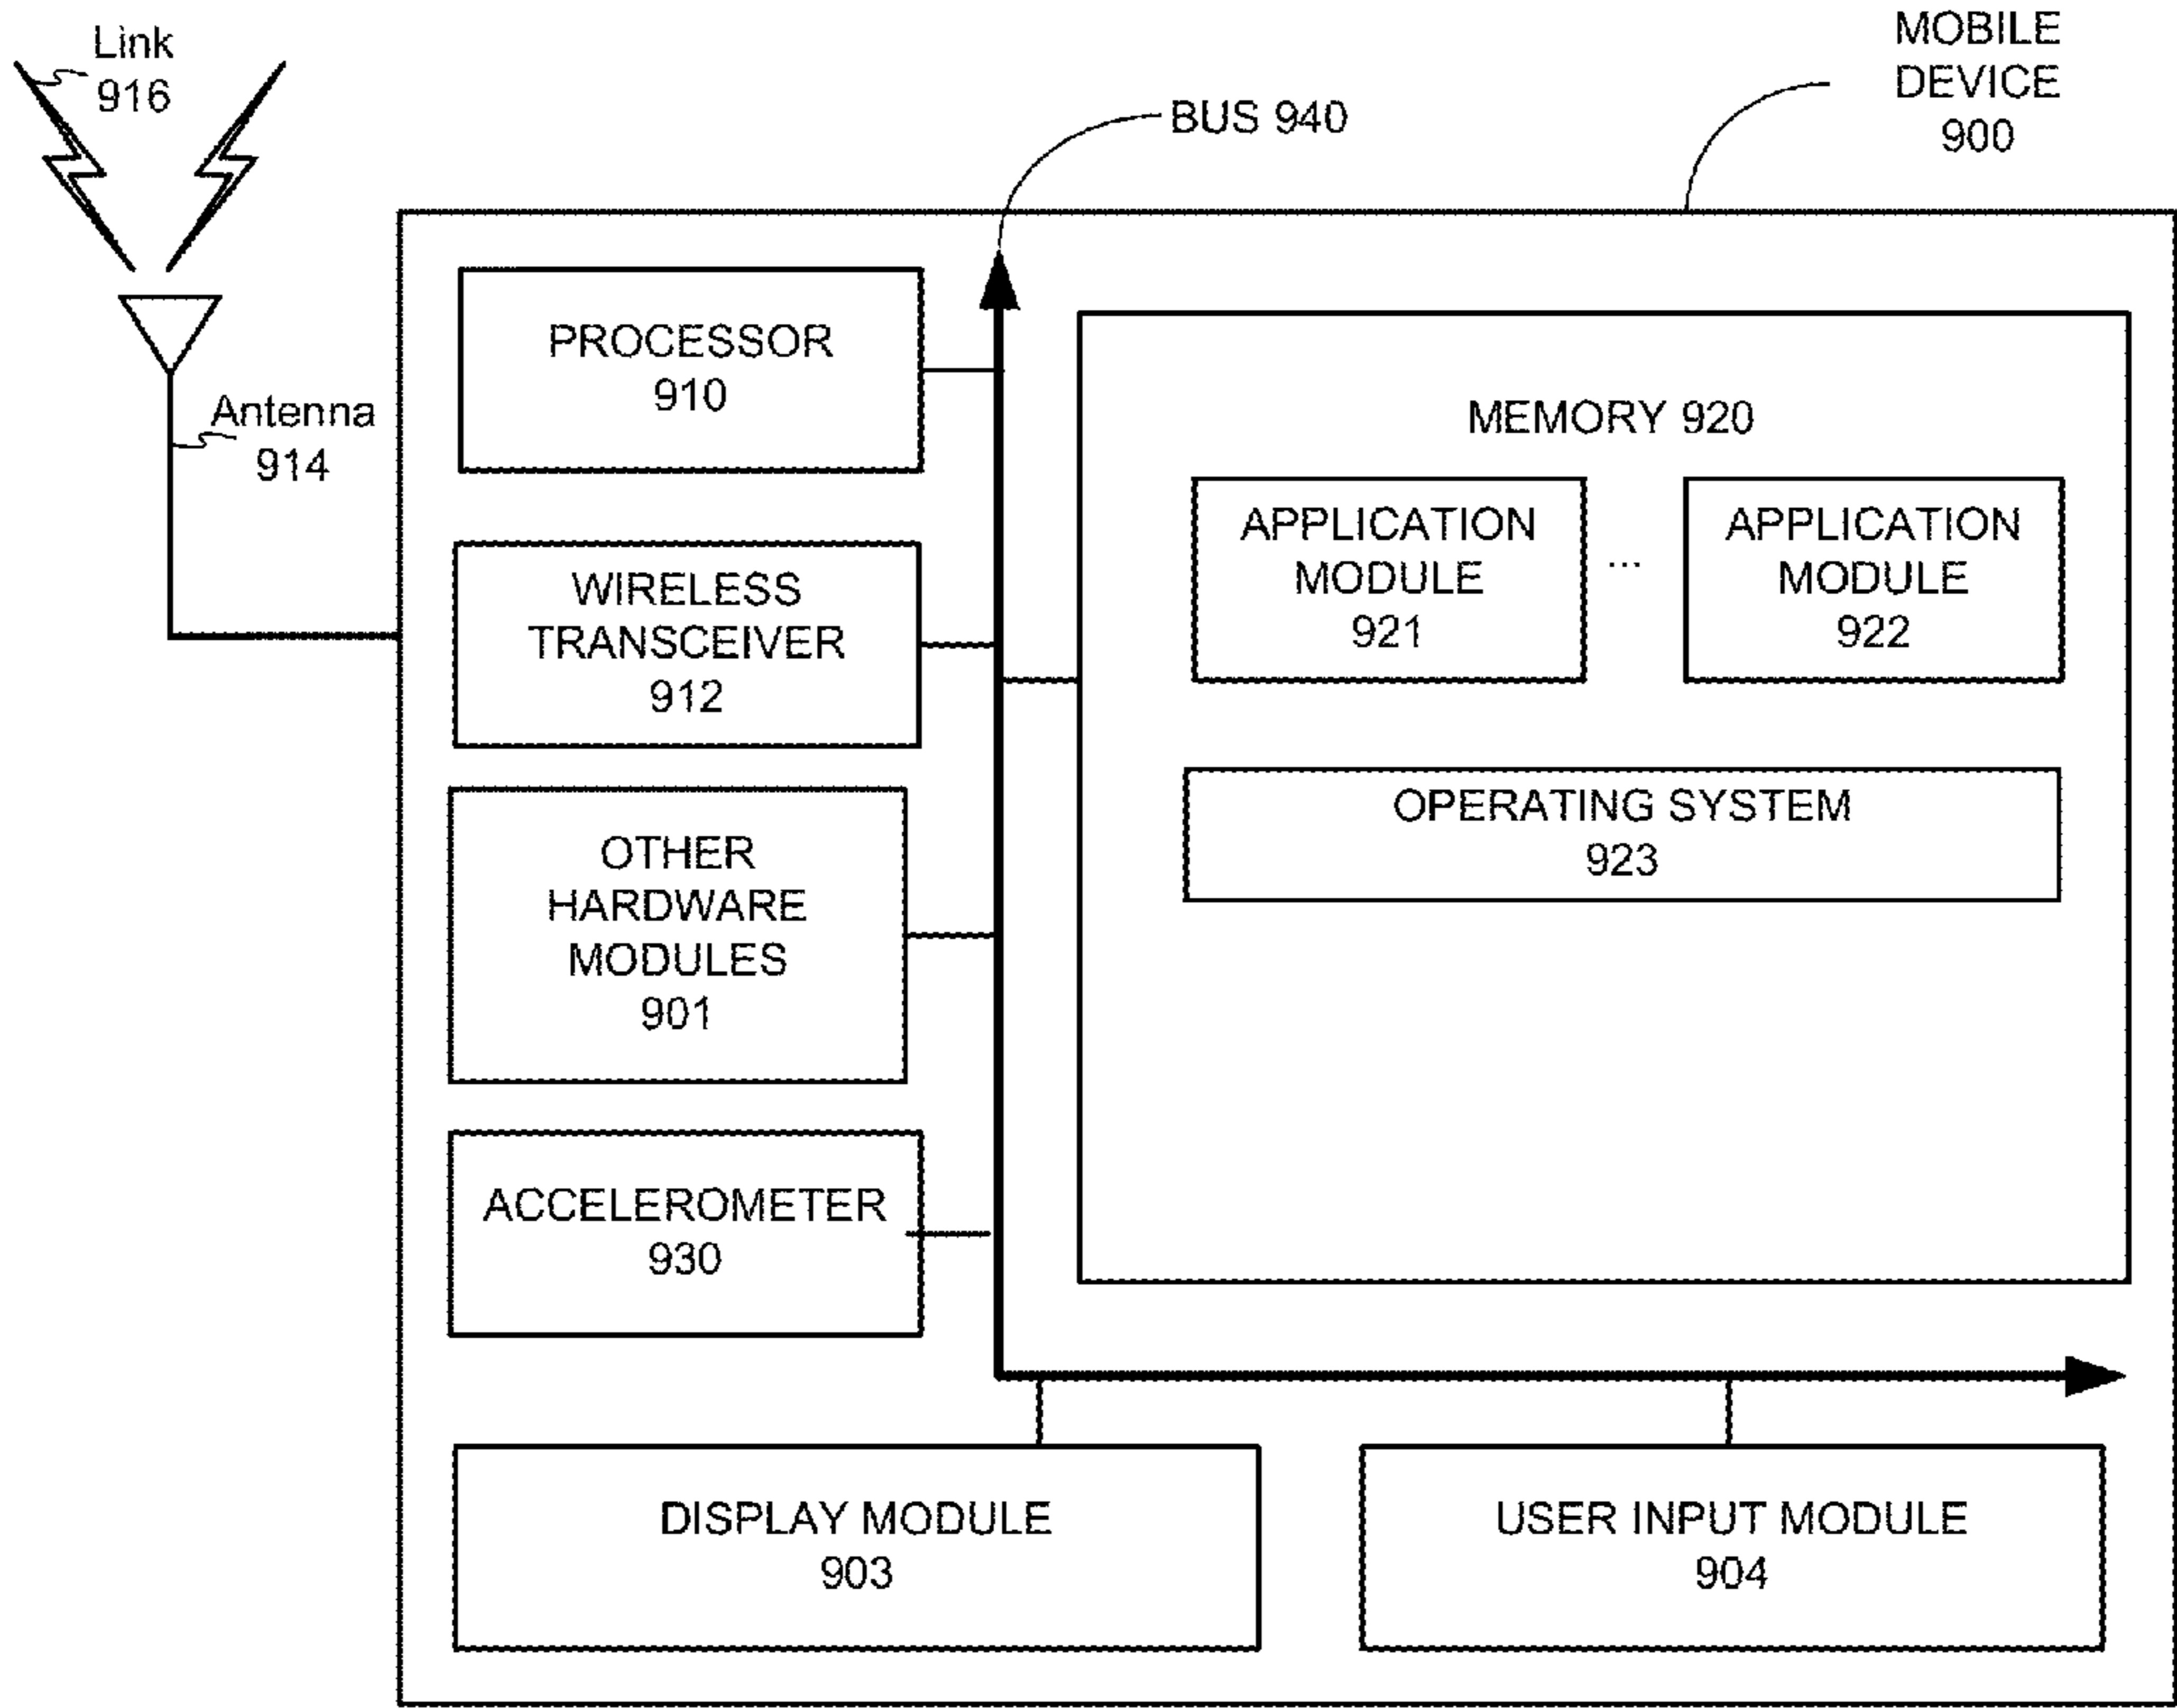 Link
916
MOBILE
DEVICE
900
BUS 940
Antenna
914
PROCESSOR
910
WIRELESS
TRANSCEIVER
912
OTHER
HARDWARE
MODULES
901
ACCELEROMETER
930
MEMORY 920
APPLICATION
MODULE
921
...
APPLICATION
MODULE
922
OPERATING SYSTEM
923
DISPLAY MODULE
903
USER INPUT MODULE
904